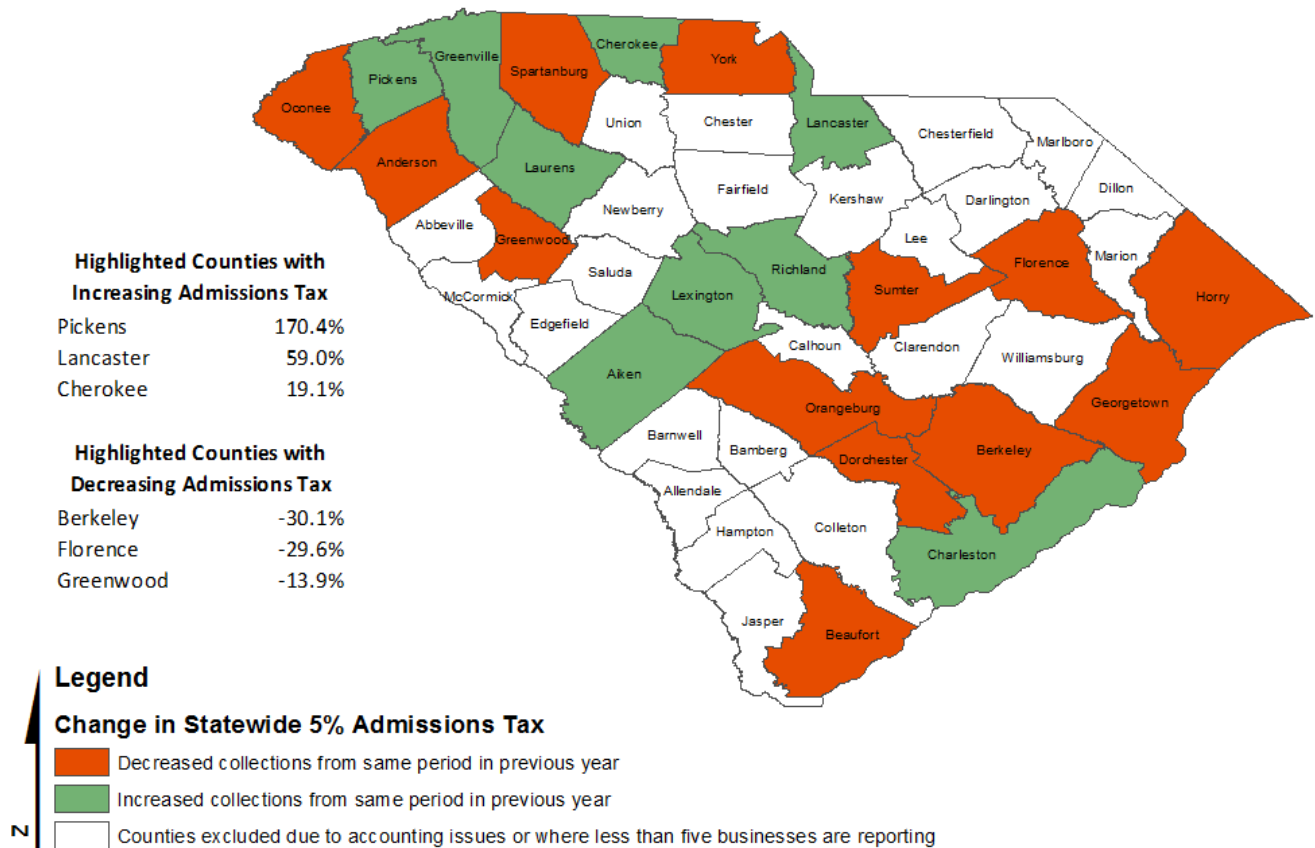 Greenville
Cherokee
York
Pickens
Spartanburg
Oconee
Union
Chester
Lancaster
Chesterfield
Marlboro
Anderson
Laurens
Fairfield
Kershaw
Dillon
Darlington
Newberry
Abbeville
Greenwood
Lee
Marion
Saluda
Richland
Florence
McCormick
Lexington
Sumter
Horry
Edgefield
Calhoun
Clarendon
Williamsburg
Aiken
Orangeburg
Georgetown
Barnwell
Bamberg
Berkeley
Dorchester
Allendale
Hampton
Colleton
Charleston
Jasper
Beaufort
Highlighted Counties with
Increasing Admissions Tax
Pickens 170.4%
Lancaster 59.0%
Cherokee 19.1%
Highlighted Counties with
Decreasing Admissions Tax
Berkeley -30.1%
Florence -29.6%
Greenwood -13.9%
Legend
Change in Statewide 5% Admissions Tax
Decreased collections from same period in previous year
Increased collections from same period in previous year
Counties excluded due to accounting issues or where less than five businesses are reporting
N